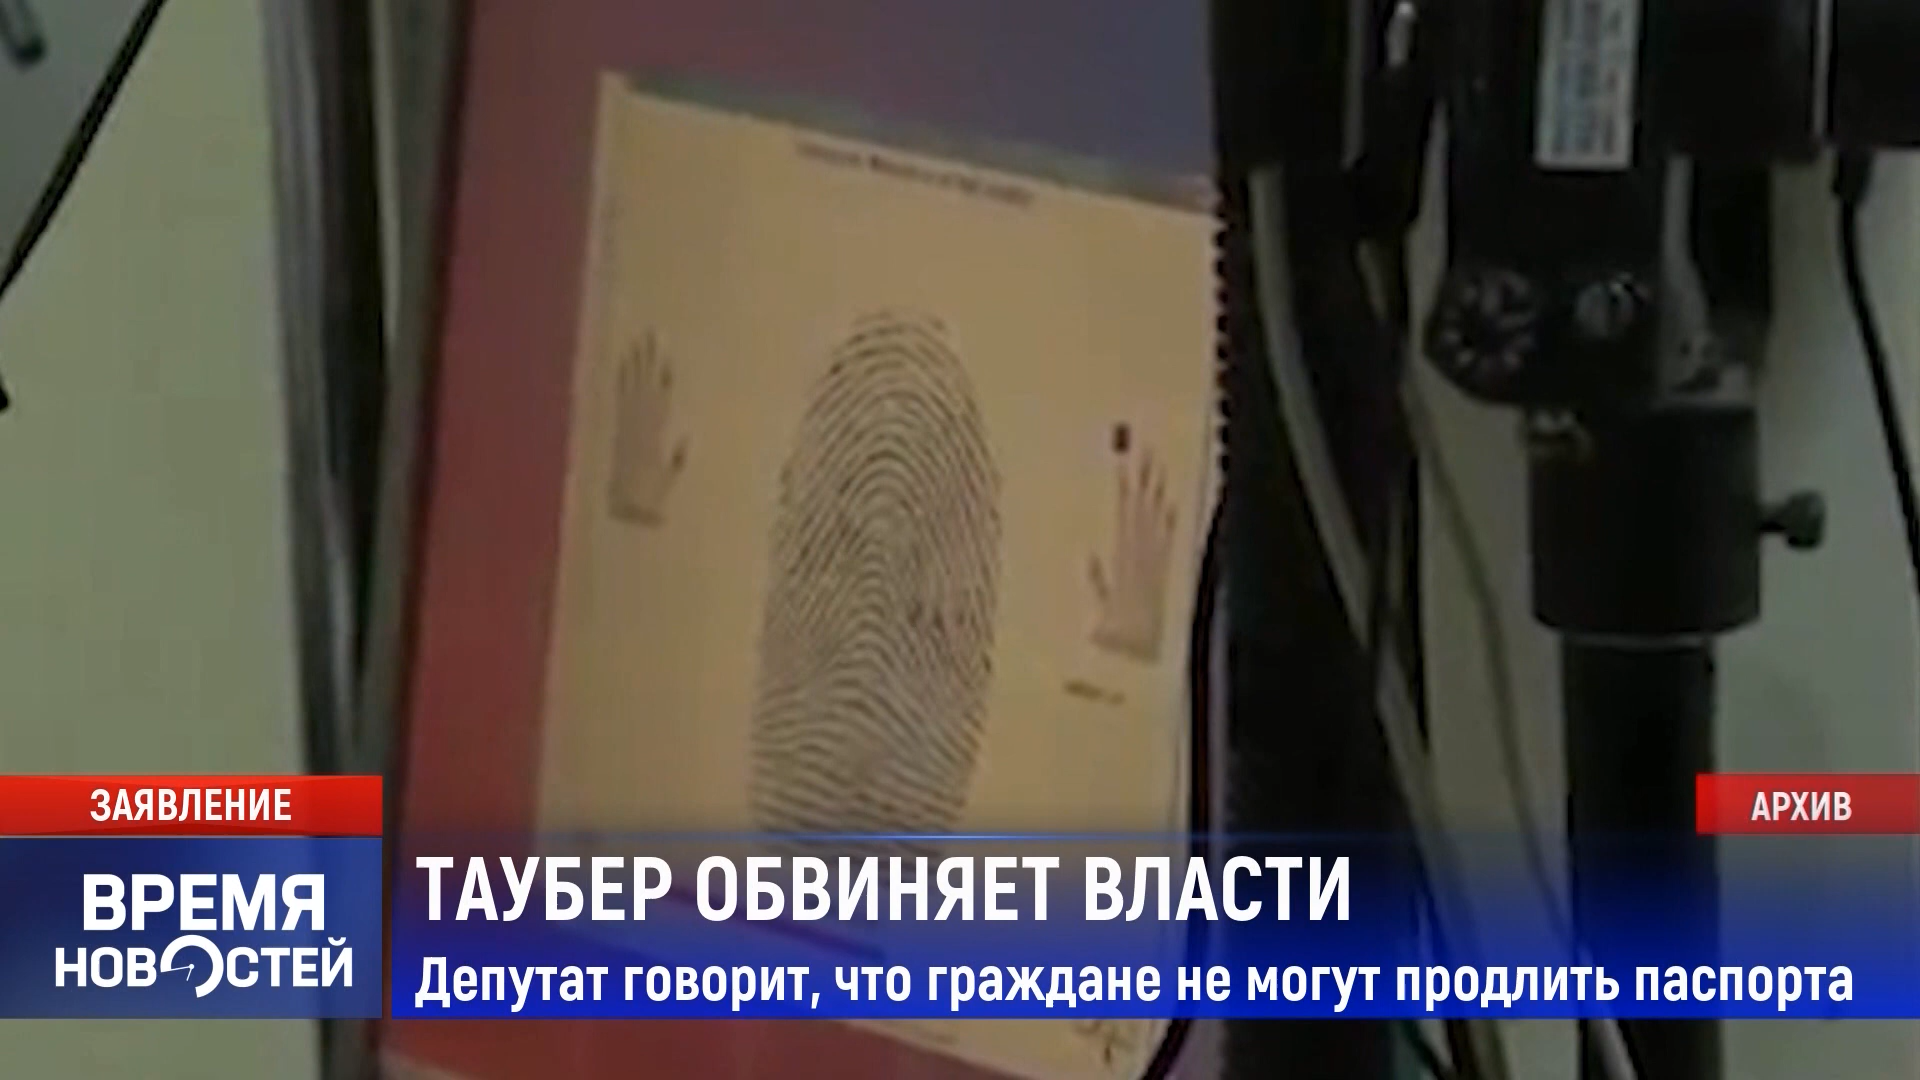 ЗАЯВЛЕНИЕ
АРХИВ
ВРЕМЯ
НОВОСТЕЙ
ТАУБЕР ОБВИНЯЕТ ВЛАСТИ
Депутат говорит, что граждане не могут продлить паспорта